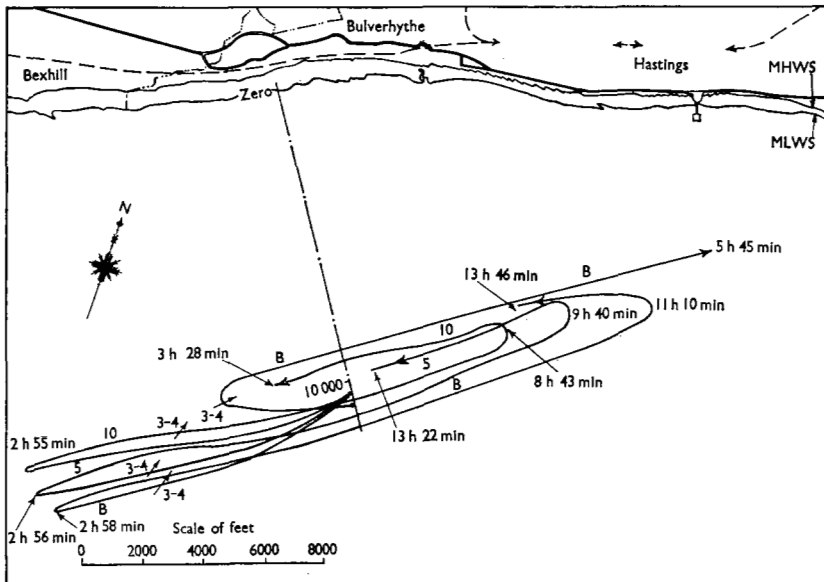 Bulverhythe
Bexhill
Hastings
MHWS
Zero
MLWS
N
5 h 45 min
13 h 46 min
B
11 h 10 min
10
9 h 40 min
3 h 28 min
B
5
10 000
B
8 h 43 min
3-4
10
3-4
13 h 22 min
2 h 55 min
5
3-4
3-4
B
2 h 56 min
2 h 58 min
Scale of feet
0 2000 4000 6000 8000